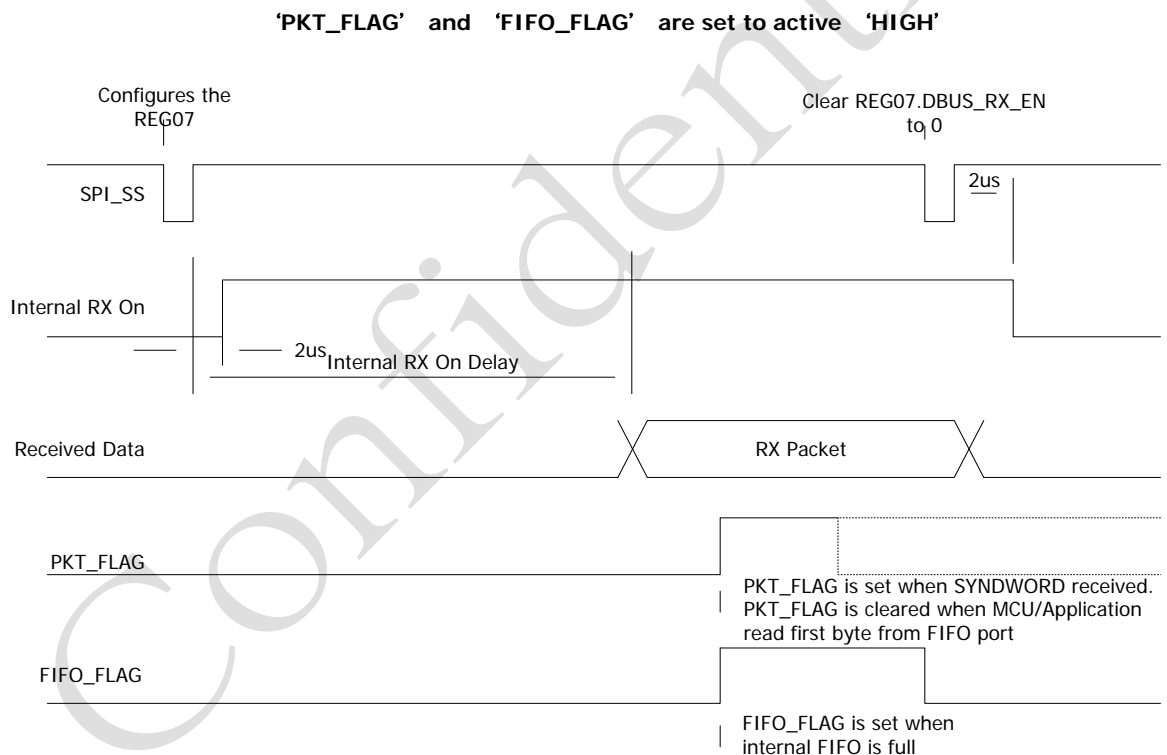 ‘PKT_FLAG’ and ‘FIFO_FLAG’ are set to active ‘HIGH’
Configures the
REG07
Clear REG07.DBUS_RX_EN
to 0
SPI_SS
2us
Internal RX On
2us
Internal RX On Delay
Received Data
RX Packet
PKT_FLAG
PKT_FLAG is set when SYNDWORD received.
PKT_FLAG is cleared when MCU/Application
read first byte from FIFO port
FIFO_FLAG
FIFO_FLAG is set when
internal FIFO is full
Confident